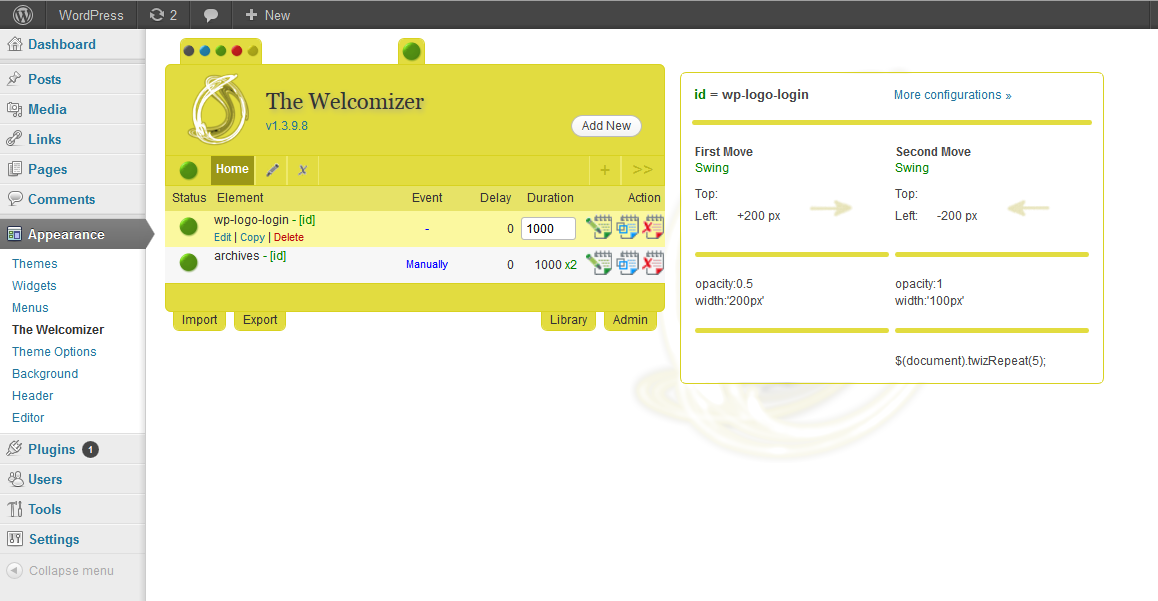 WordPress 2 + New
Dashboard
Posts
Media
Links
Pages
Comments
Appearance
Themes
Widgets
Menus
The Welcomizer
Theme Options
Background
Header
Editor
Plugins 1
Users
Tools
Settings
Collapse menu
The Welcomizer
v1.3.9.8
Add New
Home x + >>
Status Element Event Delay Duration Action
wp-logo-login - [id] - 0 1000
Edit | Copy | Delete
archives - [id] Manually 0 1000 x2
Import Export Library Admin
id = wp-logo-login More configurations »
First Move Second Move
Swing Swing
Top: Top:
Left: +200 px Left: -200 px
opacity:0.5 opacity:1
width:'200px' width:'100px'
$(document).twizRepeat(5);